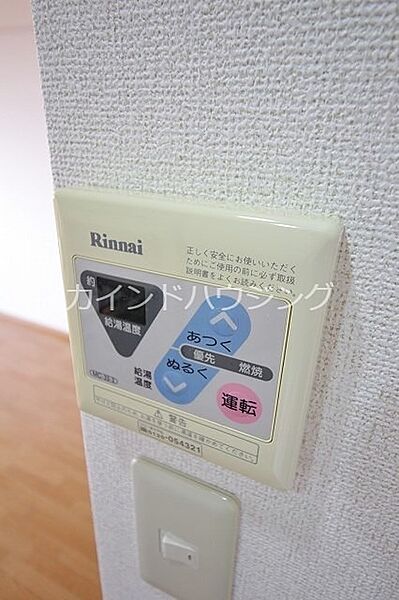 Rinnai
正しく安全にお使いいただく
ためにご使用の前に必ず取扱
説明書をよくお読みください
カインドハウジング
約
給湯温度
あつく
優先
燃焼
ぬるく
給湯
温度
運転
警告
054321